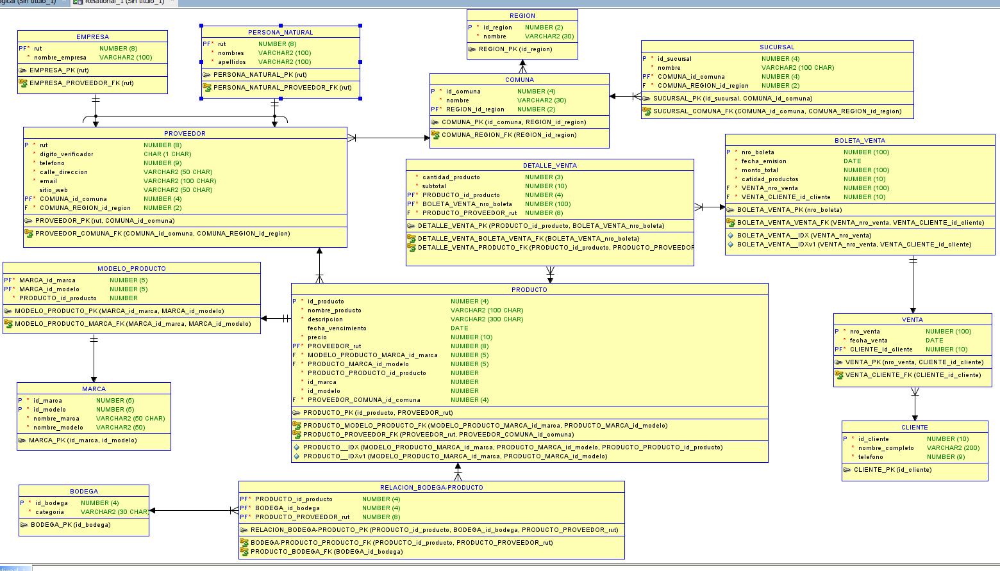 Relational_1 (Sin título_1)
REGION
P * id_region NUMBER (2)
* nombre VARCHAR2 (30)
REGION_PK (id_region)
EMPRESA
PF* rut NUMBER (8)
* nombre_empresa VARCHAR2 (100)
EMPRESA_PK (rut)
EMPRESA_PROVEEDOR_FK (rut)
PERSONA_NATURAL
PF* rut NUMBER (8)
* nombres VARCHAR2 (100)
* apellidos VARCHAR2 (100)
PERSONA_NATURAL_PK (rut)
PERSONA_NATURAL_PROVEEDOR_FK (rut)
SUCURSAL
P * id_sucursal NUMBER (4)
* nombre VARCHAR2 (100 CHAR)
PF* COMUNA_id_comuna NUMBER (4)
F * COMUNA_REGION_id_region NUMBER (2)
SUCURSAL_PK (id_sucursal, COMUNA_id_comuna)
SUCURSAL_COMUNA_FK (COMUNA_id_comuna, COMUNA_REGION_id_region)
COMUNA
P * id_comuna NUMBER (4)
* nombre VARCHAR2 (30)
PF* REGION_id_region NUMBER (2)
COMUNA_PK (id_comuna, REGION_id_region)
COMUNA_REGION_FK (REGION_id_region)
PROVEEDOR
P * rut NUMBER (8)
* digito_verificador CHAR (1 CHAR)
* telefono NUMBER (9)
* calle_direccion VARCHAR2 (50 CHAR)
* email VARCHAR2 (100 CHAR)
sitio_web VARCHAR2 (50 CHAR)
PF* COMUNA_id_comuna NUMBER (4)
F * COMUNA_REGION_id_region NUMBER (2)
PROVEEDOR_PK (rut, COMUNA_id_comuna)
PROVEEDOR_COMUNA_FK (COMUNA_id_comuna, COMUNA_REGION_id_region)
DETALLE_VENTA
* cantidad_producto NUMBER (3)
* subtotal NUMBER (10)
PF* PRODUCTO_id_producto NUMBER (4)
PF* BOLETA_VENTA_nro_boleta NUMBER (100)
F * PRODUCTO_PROVEEDOR_rut NUMBER (8)
DETALLE_VENTA_PK (PRODUCTO_id_producto, BOLETA_VENTA_nro_boleta)
DETALLE_VENTA_BOLETA_VENTA_FK (BOLETA_VENTA_nro_boleta)
DETALLE_VENTA_PRODUCTO_FK (PRODUCTO_id_producto, PRODUCTO_PROVEEDOR
BOLETA_VENTA
P * nro_boleta NUMBER (100)
* fecha_emision DATE
* monto_total NUMBER (100)
* catidad_productos NUMBER (10)
F * VENTA_nro_venta NUMBER (100)
F * VENTA_CLIENTE_id_cliente NUMBER (10)
BOLETA_VENTA_PK (nro_boleta)
BOLETA_VENTA_VENTA_FK (VENTA_nro_venta, VENTA_CLIENTE_id_cliente)
BOLETA_VENTA__IDX (VENTA_nro_venta)
BOLETA_VENTA__IDXv1 (VENTA_nro_venta, VENTA_CLIENTE_id_cliente)
MODELO_PRODUCTO
PF* MARCA_id_marca NUMBER (5)
PF* MARCA_id_modelo NUMBER (5)
* PRODUCTO_id_producto NUMBER
MODELO_PRODUCTO_PK (MARCA_id_marca, MARCA_id_modelo)
MODELO_PRODUCTO_MARCA_FK (MARCA_id_marca, MARCA_id_modelo)
PRODUCTO
P * id_producto NUMBER (4)
* nombre_producto VARCHAR2 (100 CHAR)
* descripcion VARCHAR2 (300 CHAR)
fecha_vencimiento DATE
* precio NUMBER (10)
PF* PROVEEDOR_rut NUMBER (8)
F * MODELO_PRODUCTO_MARCA_id_marca NUMBER (5)
F * PRODUCTO_MARCA_id_modelo NUMBER (5)
* PRODUCTO_PRODUCTO_id_producto NUMBER
* id_marca NUMBER
* id_modelo NUMBER
F * PROVEEDOR_COMUNA_id_comuna NUMBER (4)
PRODUCTO_PK (id_producto, PROVEEDOR_rut)
PRODUCTO_MODELO_PRODUCTO_FK (MODELO_PRODUCTO_MARCA_id_marca, PRODUCTO_MARCA_id_modelo)
PRODUCTO_PROVEEDOR_FK (PROVEEDOR_rut, PROVEEDOR_COMUNA_id_comuna)
PRODUCTO__IDX (MODELO_PRODUCTO_MARCA_id_marca, PRODUCTO_MARCA_id_modelo, PRODUCTO_PRODUCTO_id_producto)
PRODUCTO__IDXv1 (MODELO_PRODUCTO_MARCA_id_marca, PRODUCTO_MARCA_id_modelo)
VENTA
P * nro_venta NUMBER (100)
* fecha_venta DATE
PF* CLIENTE_id_cliente NUMBER (10)
VENTA_PK (nro_venta, CLIENTE_id_cliente)
VENTA_CLIENTE_FK (CLIENTE_id_cliente)
MARCA
P * id_marca NUMBER (5)
P * id_modelo NUMBER (5)
* nombre_marca VARCHAR2 (50 CHAR)
* nombre_modelo VARCHAR2 (50)
MARCA_PK (id_marca, id_modelo)
CLIENTE
P * id_cliente NUMBER (10)
* nombre_completo VARCHAR2 (200)
* telefono NUMBER (9)
CLIENTE_PK (id_cliente)
BODEGA
P * id_bodega NUMBER (4)
* categoria VARCHAR2 (30 CHAR)
BODEGA_PK (id_bodega)
RELACION_BODEGA-PRODUCTO
PF* PRODUCTO_id_producto NUMBER (4)
PF* BODEGA_id_bodega NUMBER (4)
PF* PRODUCTO_PROVEEDOR_rut NUMBER (8)
RELACION_BODEGA-PRODUCTO_PK (PRODUCTO_id_producto, BODEGA_id_bodega, PRODUCTO_PROVEEDOR_rut)
BODEGA-PRODUCTO_PRODUCTO_FK (PRODUCTO_id_producto, PRODUCTO_PROVEEDOR_rut)
PRODUCTO_BODEGA_FK (BODEGA_id_bodega)